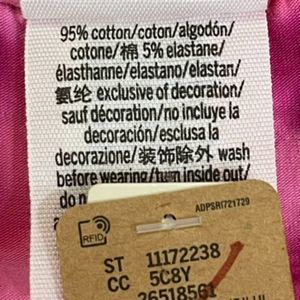 95% cotton/coton/algodón/
cotone/棉 5% elastane/
élasthanne/elastano/elastan/
氨纶 exclusive of decoration/
sauf décoration/no incluye la
decoración/esclusa la
decorazione/装饰除外 wash
before wearing/turn inside out/
do n
ADPSRI721729
RFID
ST 11172238
CC 5C8Y
26518561